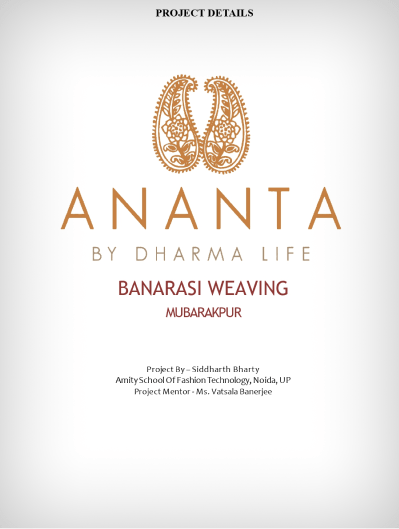 PROJECT DETAILS
ANANTA
BY DHARMA LIFE
BANARASI WEAVING
MUBARAKPUR
Project By – Siddharth Bharty
Amity School Of Fashion Technology, Noida, UP
Project Mentor - Ms. Vatsala Banerjee